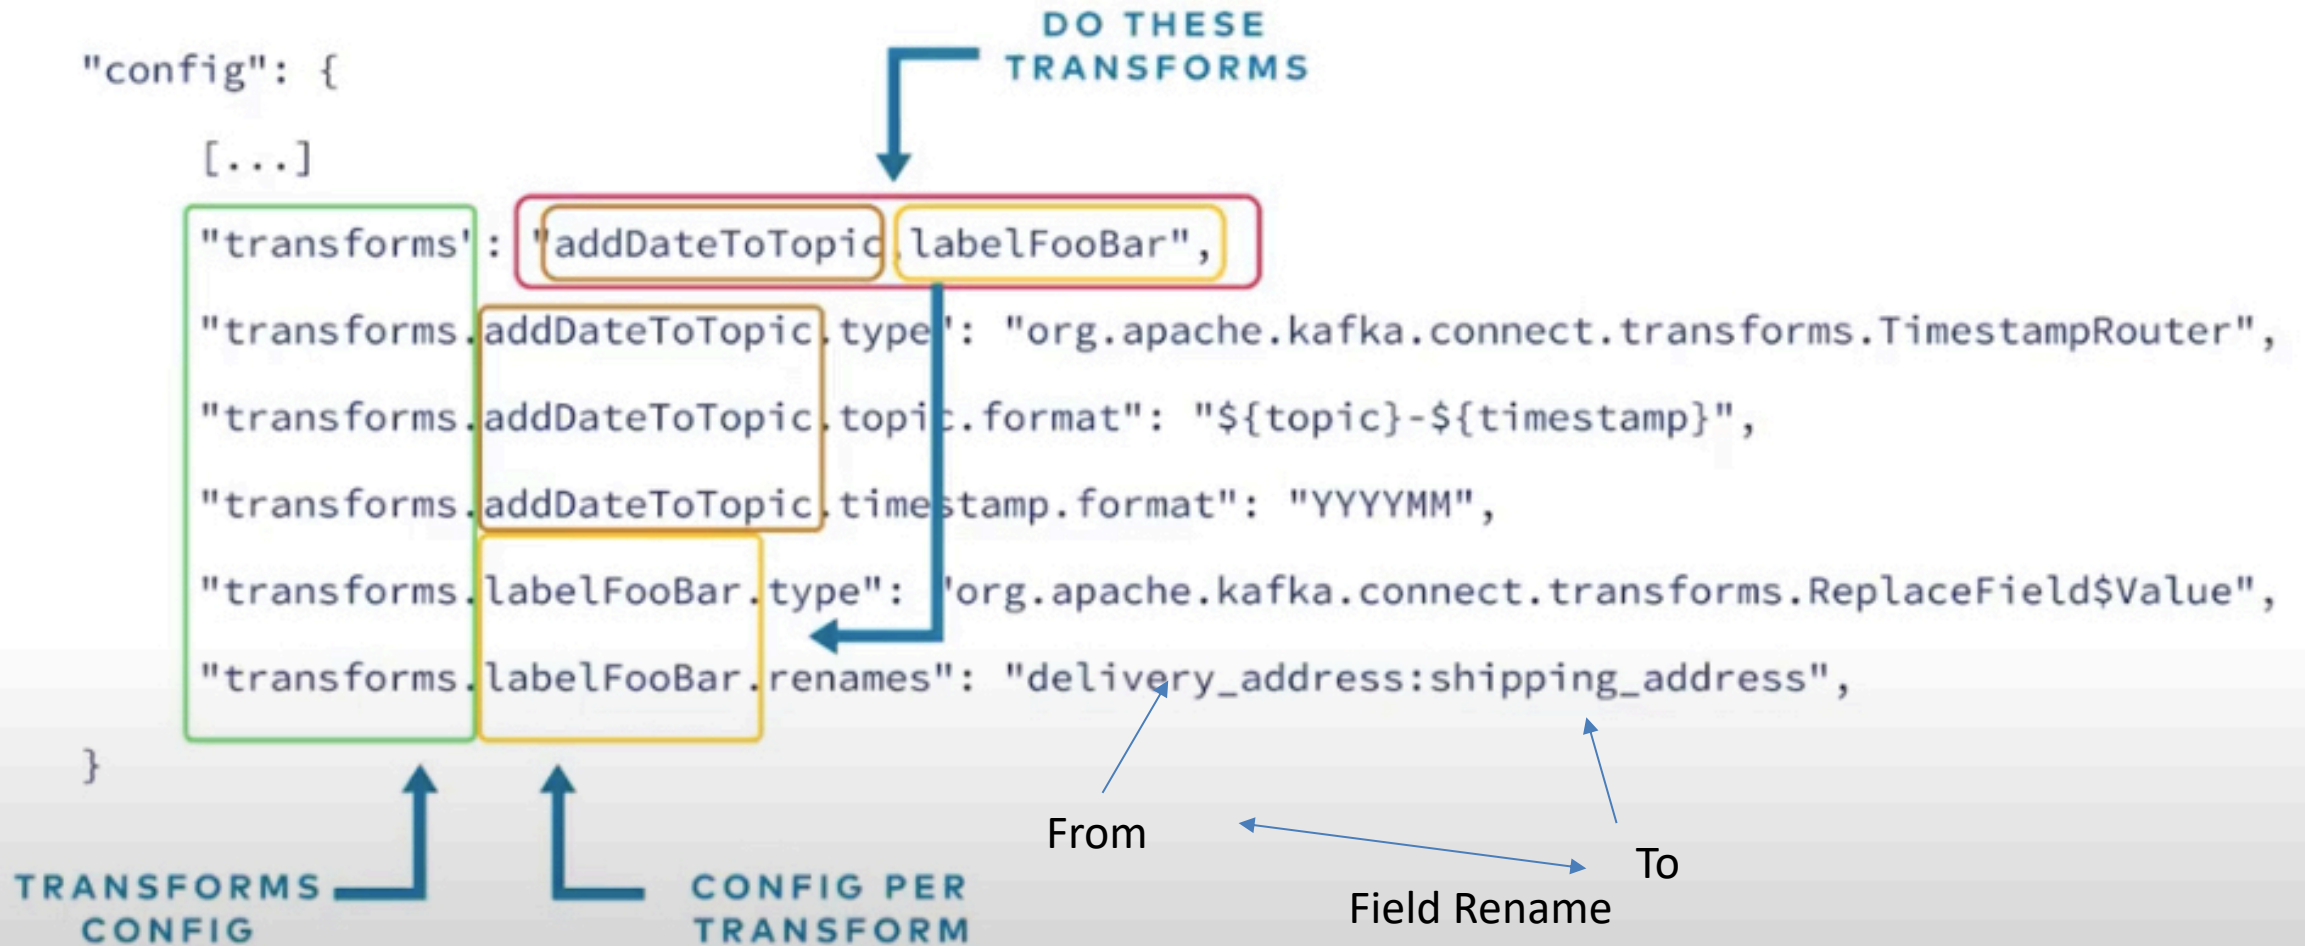 DO THESE
TRANSFORMS
"config": {
[...]
"transforms": "addDateToTopic,labelFooBar",
"transforms.addDateToTopic.type": "org.apache.kafka.connect.transforms.TimestampRouter",
"transforms.addDateToTopic.topic.format": "${topic}-${timestamp}",
"transforms.addDateToTopic.timestamp.format": "YYYYMM",
"transforms.labelFooBar.type": "org.apache.kafka.connect.transforms.ReplaceField$Value",
"transforms.labelFooBar.renames": "delivery_address:shipping_address",
}
From
To
Field Rename
TRANSFORMS
CONFIG
CONFIG PER
TRANSFORM